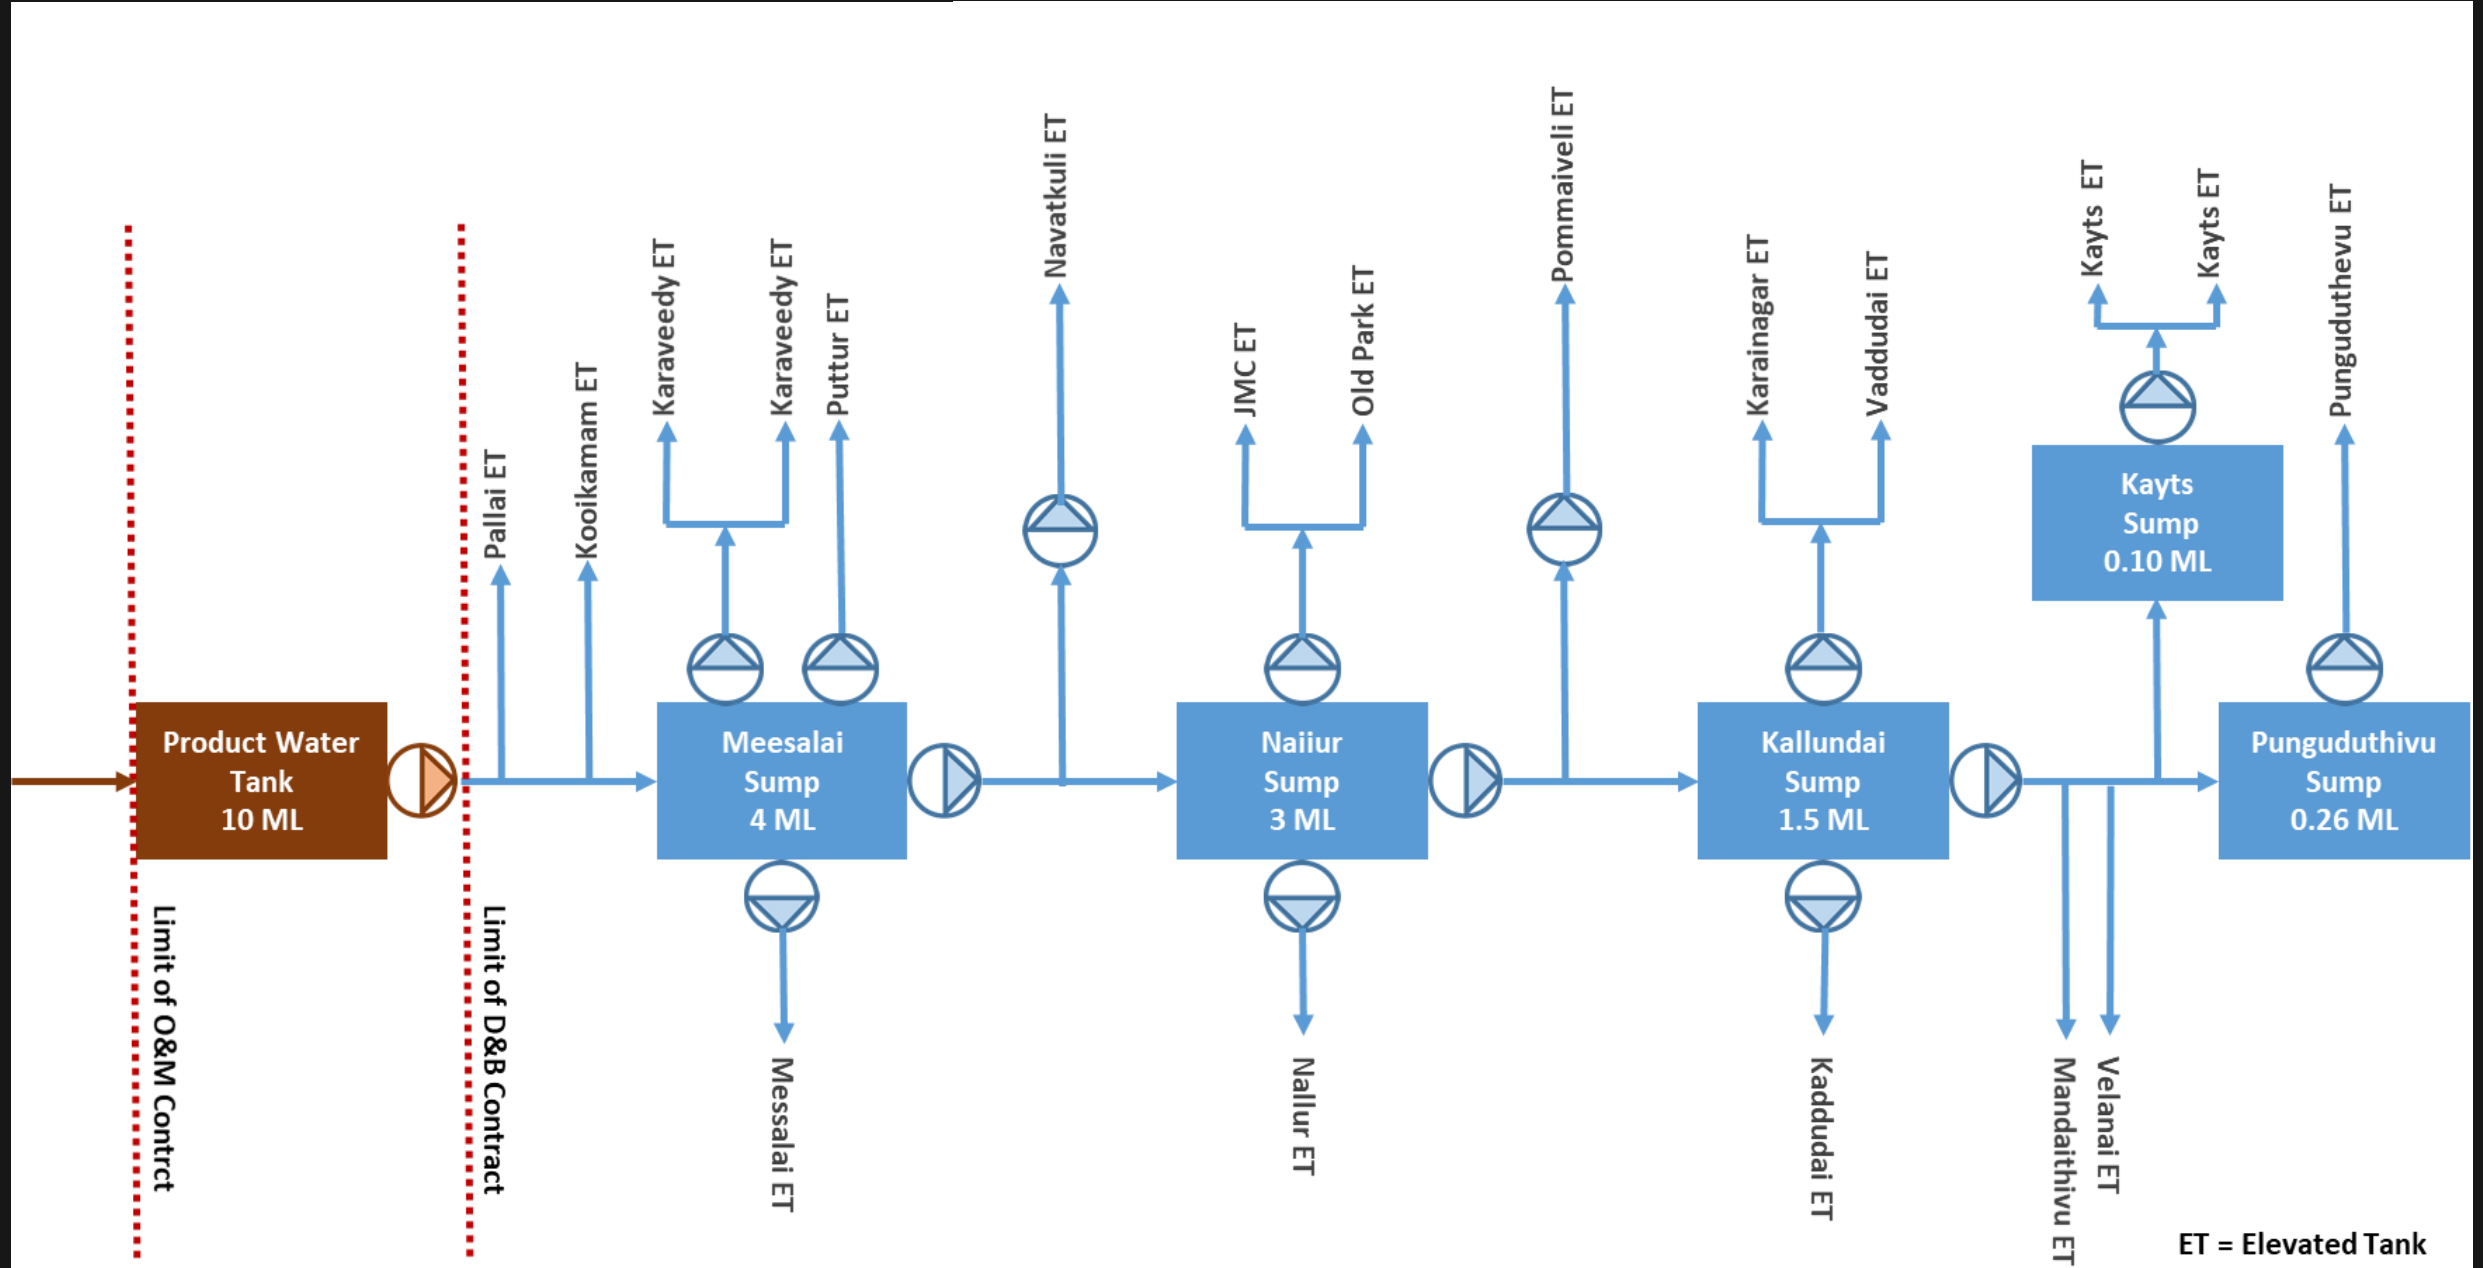 Pallai ET
Kooikamam ET
Karaveedy ET
Karaveedy ET
Puttur ET
Navatkuli ET
JMC ET
Old Park ET
Pommaiveli ET
Karainagar ET
Vaddudai ET
Kayts ET
Kayts ET
Punguduthevu ET
Kayts
Sump
0.10 ML
Product Water
Tank
10 ML
Meesalai
Sump
4 ML
Naiiur
Sump
3 ML
Kallundai
Sump
1.5 ML
Punguduthivu
Sump
0.26 ML
Limit of O&M Contrct
Limit of D&B Contract
Messalai ET
Nallur ET
Kaddudai ET
Mandaithivu ET
Velanai ET
ET = Elevated Tank